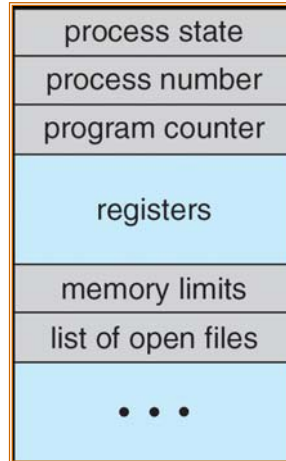 process state
process number
program counter
registers
memory limits
list of open files
• • •